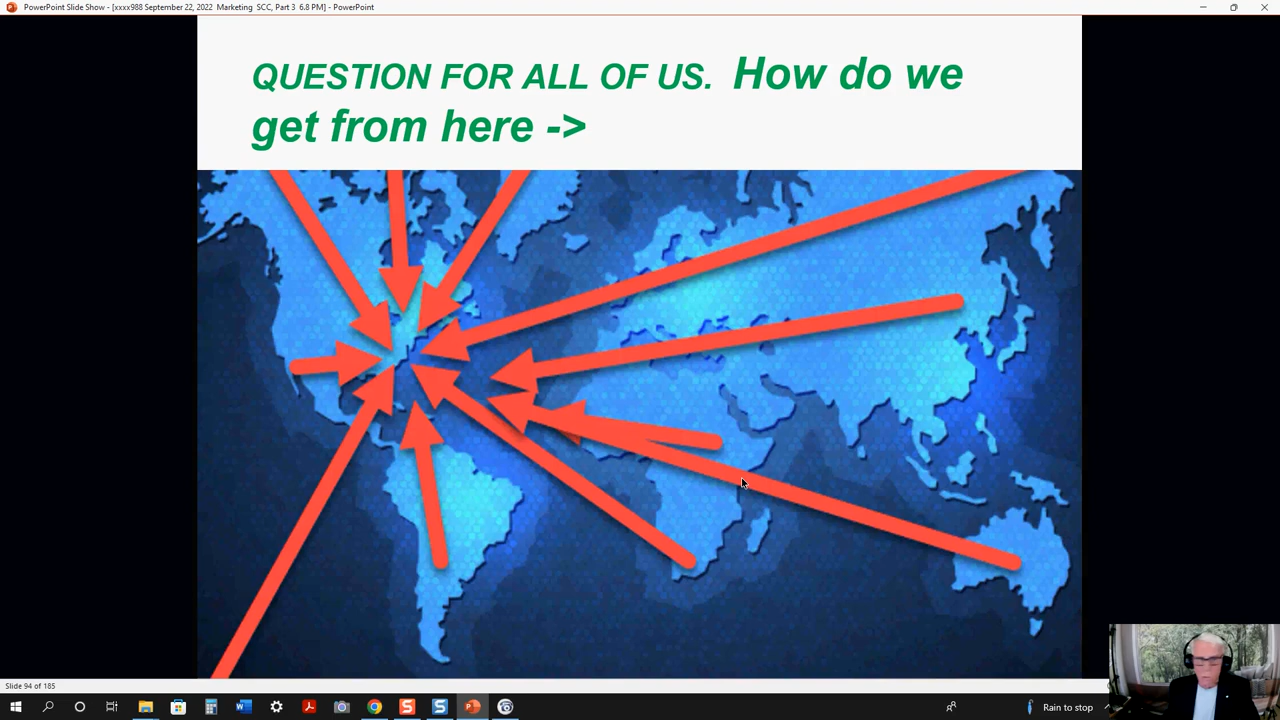 PowerPoint Slide Show - [xxxx988 September 22, 2022  Marketing  SCC, Part 3  6.8 PM] - PowerPoint
QUESTION FOR ALL OF US.  How do we
get from here ->
Slide 94 of 185
Rain to stop